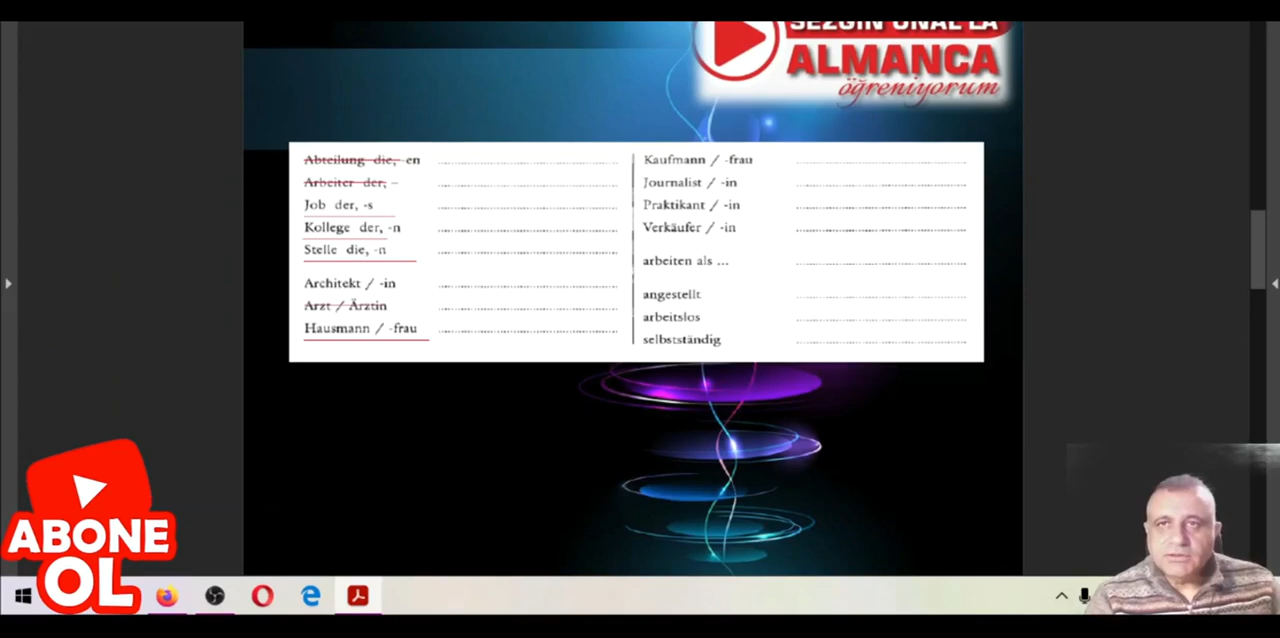 SEZGİN ÜNAL'LA
ALMANCA
öğreniyorum
Abteilung die, -en
Arbeiter der, –
Job der, -s
Kollege der, -n
Stelle die, -n
Architekt / -in
Arzt / Ärztin
Hausmann / -frau
Kaufmann / -frau
Journalist / -in
Praktikant / -in
Verkäufer / -in
arbeiten als ...
angestellt
arbeitslos
selbstständig
ABONE
OL